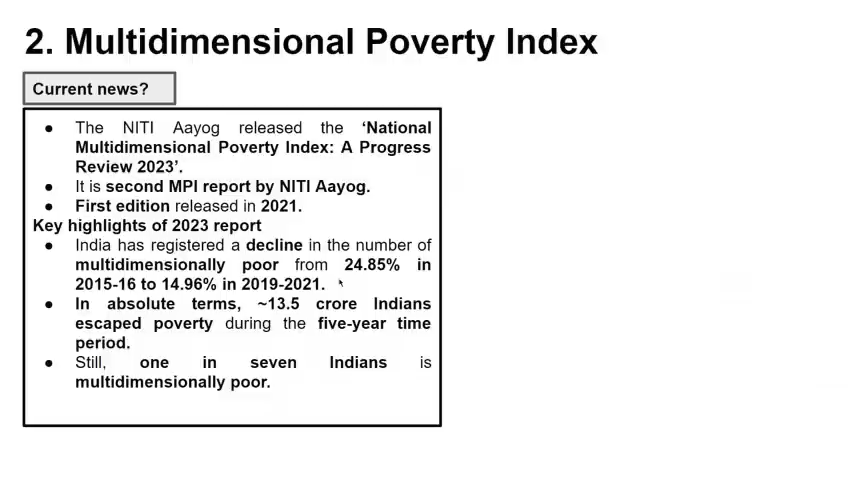 2. Multidimensional Poverty Index
Current news?
● The NITI Aayog released the ‘National
Multidimensional Poverty Index: A Progress
Review 2023’.
● It is second MPI report by NITI Aayog.
● First edition released in 2021.
Key highlights of 2023 report
● India has registered a decline in the number of
multidimensionally poor from 24.85% in
2015-16 to 14.96% in 2019-2021.
● In absolute terms, ~13.5 crore Indians
escaped poverty during the five-year time
period.
● Still, one in seven Indians is
multidimensionally poor.